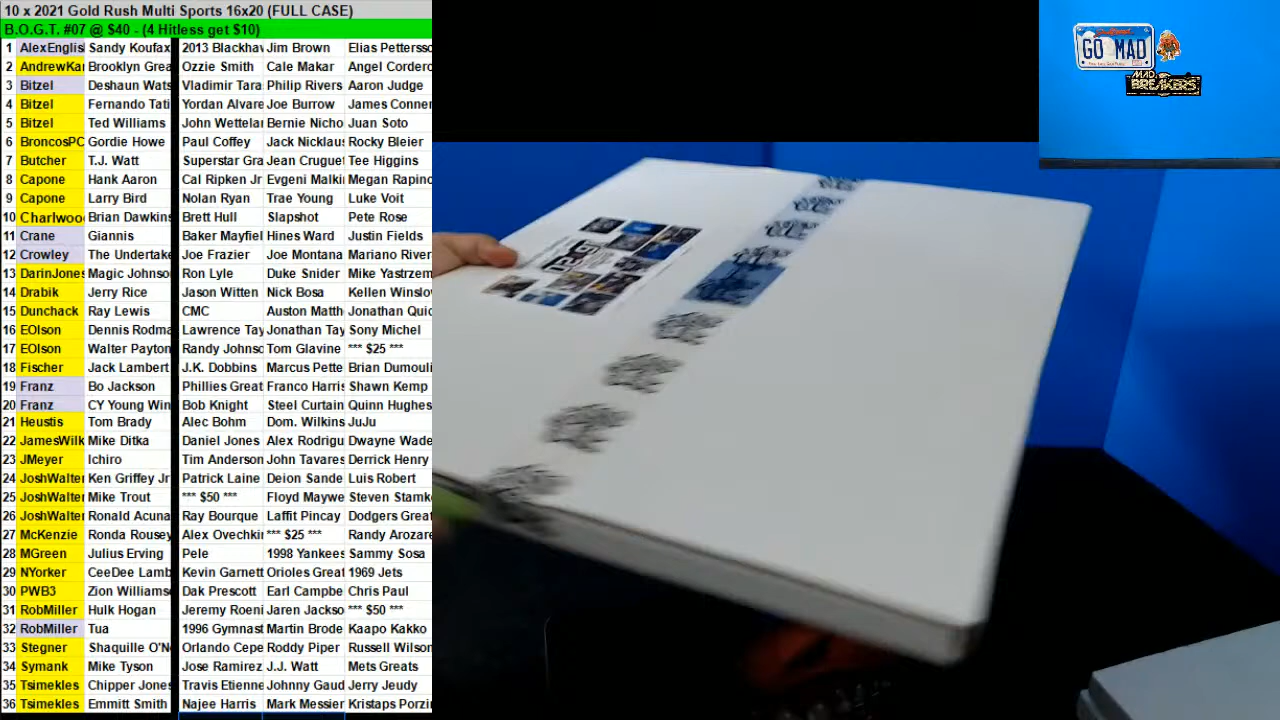 10 x 2021 Gold Rush Multi Sports 16x20 (FULL CASE)
B.O.G.T. #07 @ $40 - (4 Hitless get $10)
1 AlexEnglis Sandy Koufax 2013 Blackhav Jim Brown Elias Petterssc
2 AndrewKar Brooklyn Grea Ozzie Smith Cale Makar Angel Cordero
3 Bitzel Deshaun Wats Vladimir Tara Philip Rivers Aaron Judge
4 Bitzel Fernando Tati Yordan Alvare Joe Burrow James Conner
5 Bitzel Ted Williams John Wettelar Bernie Nicho Juan Soto
6 BroncosPC Gordie Howe Paul Coffey Jack Nicklaus Rocky Bleier
7 Butcher T.J. Watt Superstar Gra Jean Cruguet Tee Higgins
8 Capone Hank Aaron Cal Ripken Jr Evgeni Malkin Megan Rapino
9 Capone Larry Bird Nolan Ryan Trae Young Luke Voit
10 Charlwood Brian Dawkins Brett Hull Slapshot Pete Rose
11 Crane Giannis Baker Mayfiel Hines Ward Justin Fields
12 Crowley The Undertake Joe Frazier Joe Montana Mariano River
13 DarinJones Magic Johnso Ron Lyle Duke Snider Mike Yastrzem
14 Drabik Jerry Rice Jason Witten Nick Bosa Kellen Winslow
15 Dunchack Ray Lewis CMC Auston Matth Jonathan Quic
16 EOlson Dennis Rodma Lawrence Tay Jonathan Tay Sony Michel
17 EOlson Walter Payton Randy Johnso Tom Glavine *** $25 ***
18 Fischer Jack Lambert J.K. Dobbins Marcus Pette Brian Dumouli
19 Franz Bo Jackson Phillies Great Franco Harris Shawn Kemp
20 Franz CY Young Win Bob Knight Steel Curtain Quinn Hughes
21 Heustis Tom Brady Alec Bohm Dom. Wilkins JuJu
22 JamesWilk Mike Ditka Daniel Jones Alex Rodrigu Dwayne Wade
23 JMeyer Ichiro Tim Anderson John Tavares Derrick Henry
24 JoshWalter Ken Griffey Jr Patrick Laine Deion Sande Luis Robert
25 JoshWalter Mike Trout *** $50 *** Floyd Maywe Steven Stamk
26 JoshWalter Ronald Acuna Ray Bourque Laffit Pincay Dodgers Great
27 McKenzie Ronda Rousey Alex Ovechkin *** $25 *** Randy Arozare
28 MGreen Julius Erving Pele 1998 Yankees Sammy Sosa
29 NYorker CeeDee Lamb Kevin Garnett Orioles Great 1969 Jets
30 PWB3 Zion Williams Dak Prescott Earl Campbe Chris Paul
31 RobMiller Hulk Hogan Jeremy Roeni Jaren Jackso *** $50 ***
32 RobMiller Tua 1996 Gymnast Martin Brode Kaapo Kakko
33 Stegner Shaquille O'N Orlando Cepe Roddy Piper Russell Wilson
34 Symank Mike Tyson Jose Ramirez J.J. Watt Mets Greats
35 Tsimekles Chipper Jones Travis Etienne Johnny Gaud Jerry Jeudy
36 Tsimekles Emmitt Smith Najee Harris Mark Messier Kristaps Porzin
GO MAD
MAD
BREAKERS